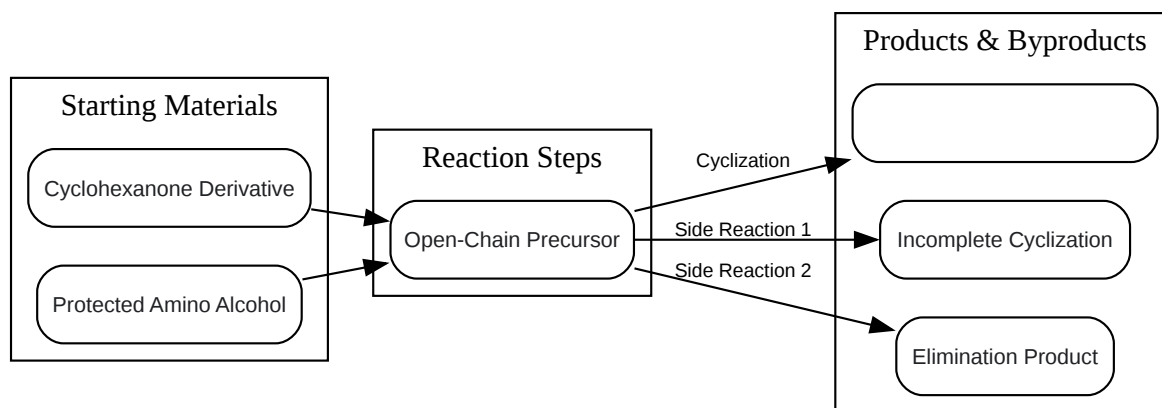 Starting Materials
Cyclohexanone Derivative
Protected Amino Alcohol
Reaction Steps
Open-Chain Precursor
Cyclization
Side Reaction 1
Side Reaction 2
Products & Byproducts
Incomplete Cyclization
Elimination Product